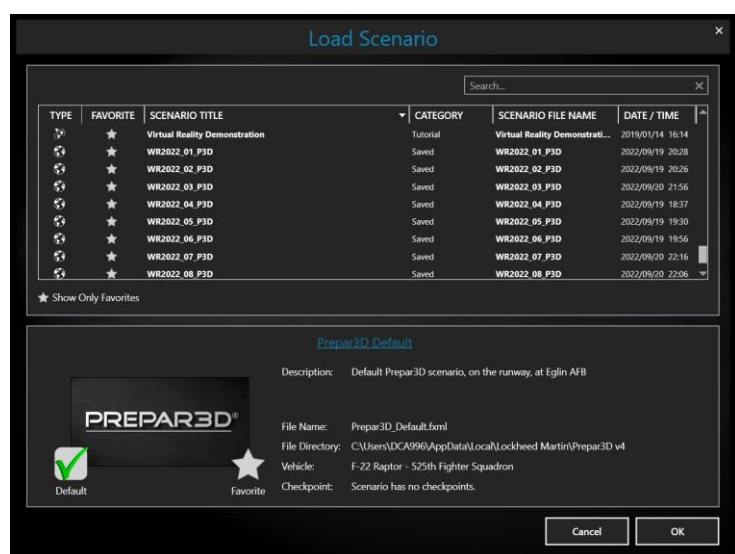 Load Scenario
Search...
TYPE FAVORITE SCENARIO TITLE CATEGORY SCENARIO FILE NAME DATE / TIME
Virtual Reality Demonstration Tutorial Virtual Reality Demonstrati... 2019/01/14 16:14
WR2022_01_P3D Saved WR2022_01_P3D 2022/09/19 20:28
WR2022_02_P3D Saved WR2022_02_P3D 2022/09/19 20:26
WR2022_03_P3D Saved WR2022_03_P3D 2022/09/20 21:56
WR2022_04_P3D Saved WR2022_04_P3D 2022/09/19 18:37
WR2022_05_P3D Saved WR2022_05_P3D 2022/09/19 19:30
WR2022_06_P3D Saved WR2022_06_P3D 2022/09/19 19:56
WR2022_07_P3D Saved WR2022_07_P3D 2022/09/20 22:16
WR2022_08_P3D Saved WR2022_08_P3D 2022/09/20 22:06
Show Only Favorites
Prepar3D Default
Description: Default Prepar3D scenario, on the runway, at Eglin AFB
PREPAR3D®
File Name: Prepar3D_Default.fxml
File Directory: C:\Users\DCA996\AppData\Local\Lockheed Martin\Prepar3D v4
Vehicle: F-22 Raptor - 525th Fighter Squadron
Checkpoint: Scenario has no checkpoints.
Default Favorite
Cancel OK